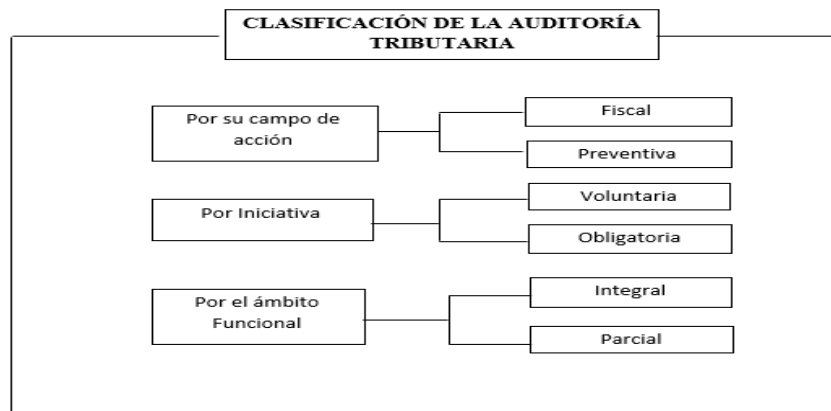 CLASIFICACIÓN DE LA AUDITORÍA
TRIBUTARIA
Por su campo de
acción
Fiscal
Preventiva
Por Iniciativa
Voluntaria
Obligatoria
Por el ámbito
Funcional
Integral
Parcial